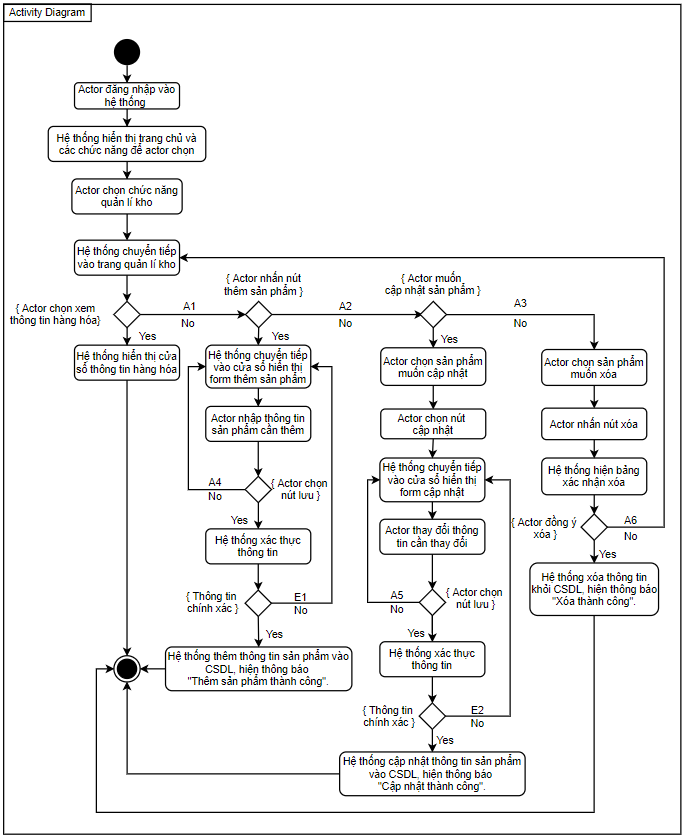 Activity Diagram
Actor đăng nhập vào
hệ thống
Hệ thống hiển thị trang chủ và
các chức năng để actor chọn
Actor chọn chức năng
quản lí kho
Hệ thống chuyển tiếp
vào trang quản lí kho
{ Actor chọn xem
thông tin hàng hóa}
A1
No
Yes
Hệ thống hiển thị cửa
sổ thông tin hàng hóa
{ Actor nhấn nút
thêm sản phẩm }
A2
No
Yes
Hệ thống chuyển tiếp
vào cửa sổ hiển thị
form thêm sản phẩm
Actor nhập thông tin
sản phẩm cần thêm
A4
No
{ Actor chọn
nút lưu }
Yes
Hệ thống xác thực
thông tin
{ Thông tin
chính xác }
E1
No
Yes
Hệ thống thêm thông tin sản phẩm vào
CSDL, hiện thông báo
"Thêm sản phẩm thành công".
{ Actor muốn
cập nhật sản phẩm }
A3
No
Yes
Actor chọn sản phẩm
muốn cập nhật
Actor chọn nút
cập nhật
Hệ thống chuyển tiếp
vào cửa sổ hiển thị
form cập nhật
Actor thay đổi thông
tin cần thay đổi
A5
No
{ Actor chọn
nút lưu }
Yes
Hệ thống xác thực
thông tin
{ Thông tin
chính xác }
E2
No
Yes
Hệ thống cập nhật thông tin sản phẩm
vào CSDL, hiện thông báo
"Cập nhật thành công".
Actor chọn sản phẩm
muốn xóa
Actor nhấn nút xóa
Hệ thống hiện bảng
xác nhận xóa
{ Actor đồng ý
xóa }
A6
No
Yes
Hệ thống xóa thông tin
khỏi CSDL, hiện thông báo
"Xóa thành công".